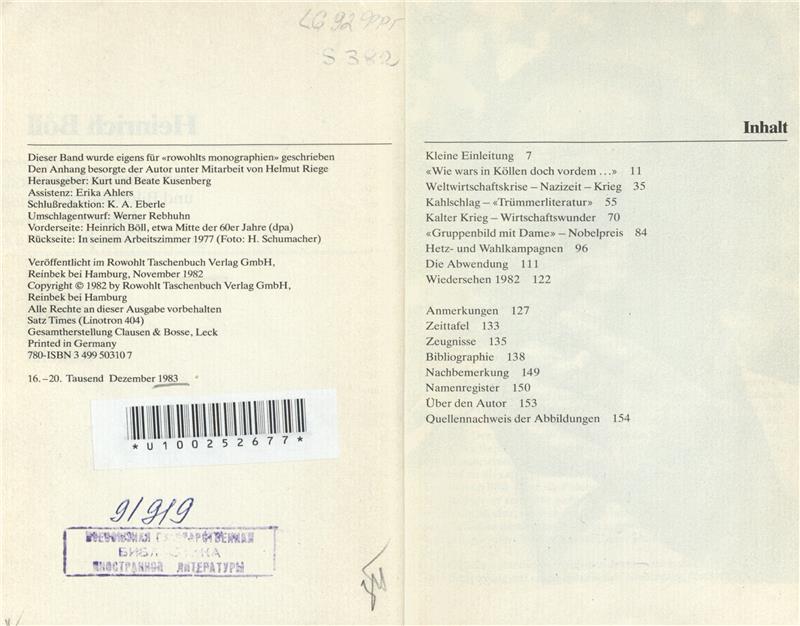 S 382
Dieser Band wurde eigens für «rowohlts monographien» geschrieben
Den Anhang besorgte der Autor unter Mitarbeit von Helmut Riege
Herausgeber: Kurt und Beate Kusenberg
Assistenz: Erika Ahlers
Schlußredaktion: K. A. Eberle
Umschlagentwurf: Werner Rebhuhn
Vorderseite: Heinrich Böll, etwa Mitte der 60er Jahre (dpa)
Rückseite: In seinem Arbeitszimmer 1977 (Foto: H. Schumacher)
Veröffentlicht im Rowohlt Taschenbuch Verlag GmbH,
Reinbek bei Hamburg, November 1982
Copyright © 1982 by Rowohlt Taschenbuch Verlag GmbH,
Reinbek bei Hamburg
Alle Rechte an dieser Ausgabe vorbehalten
Satz Times (Linotron 404)
Gesamtherstellung Clausen & Bosse, Leck
Printed in Germany
780-ISBN 3 499 50310 7
16.–20. Tausend Dezember 1983
*U100252677*
91919
БИБЛИОТЕКА
ИНОСТРАННОЙ ЛИТЕРАТУРЫ
Inhalt
Kleine Einleitung 7
«Wie wars in Köllen doch vordem ...» 11
Weltwirtschaftskrise – Nazizeit – Krieg 35
Kahlschlag – «Trümmerliteratur» 55
Kalter Krieg – Wirtschaftswunder 70
«Gruppenbild mit Dame» – Nobelpreis 84
Hetz- und Wahlkampagnen 96
Die Abwendung 111
Wiedersehen 1982 122
Anmerkungen 127
Zeittafel 133
Zeugnisse 135
Bibliographie 138
Nachbemerkung 149
Namenregister 150
Über den Autor 153
Quellennachweis der Abbildungen 154